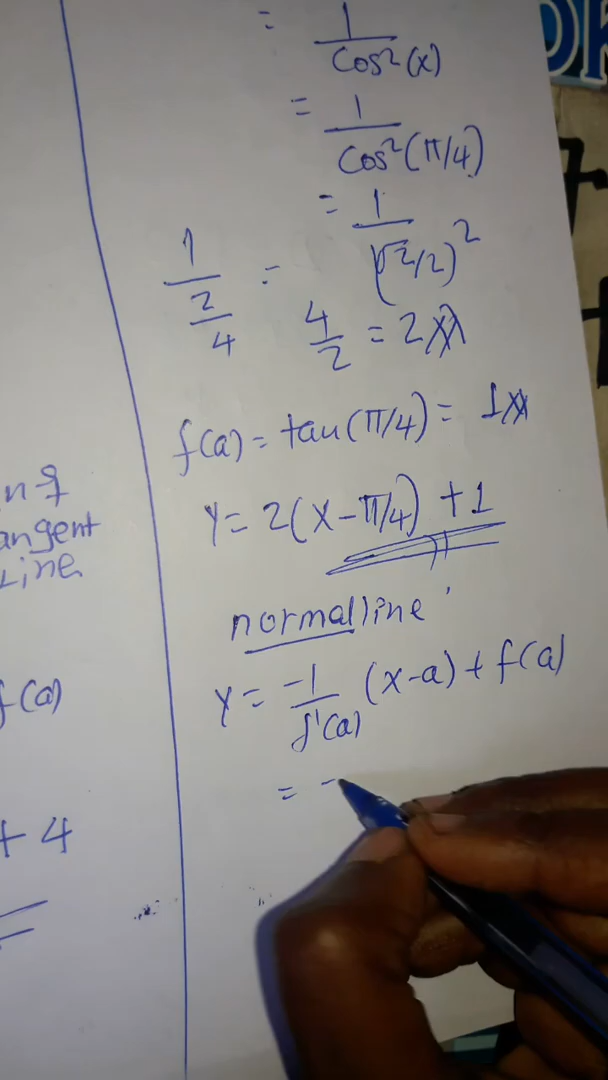 = 1/cos²(x)
= 1/cos²(π/4)
= 1/(√2/2)²
1/(2/4) =
4/2 = 2
f(a) = tan(π/4) = 1
y = 2(x-π/4) + 1
normal line
y = -1/f'(a) (x-a) + f(a)
= -
angent
Line
f(a)
+ 4